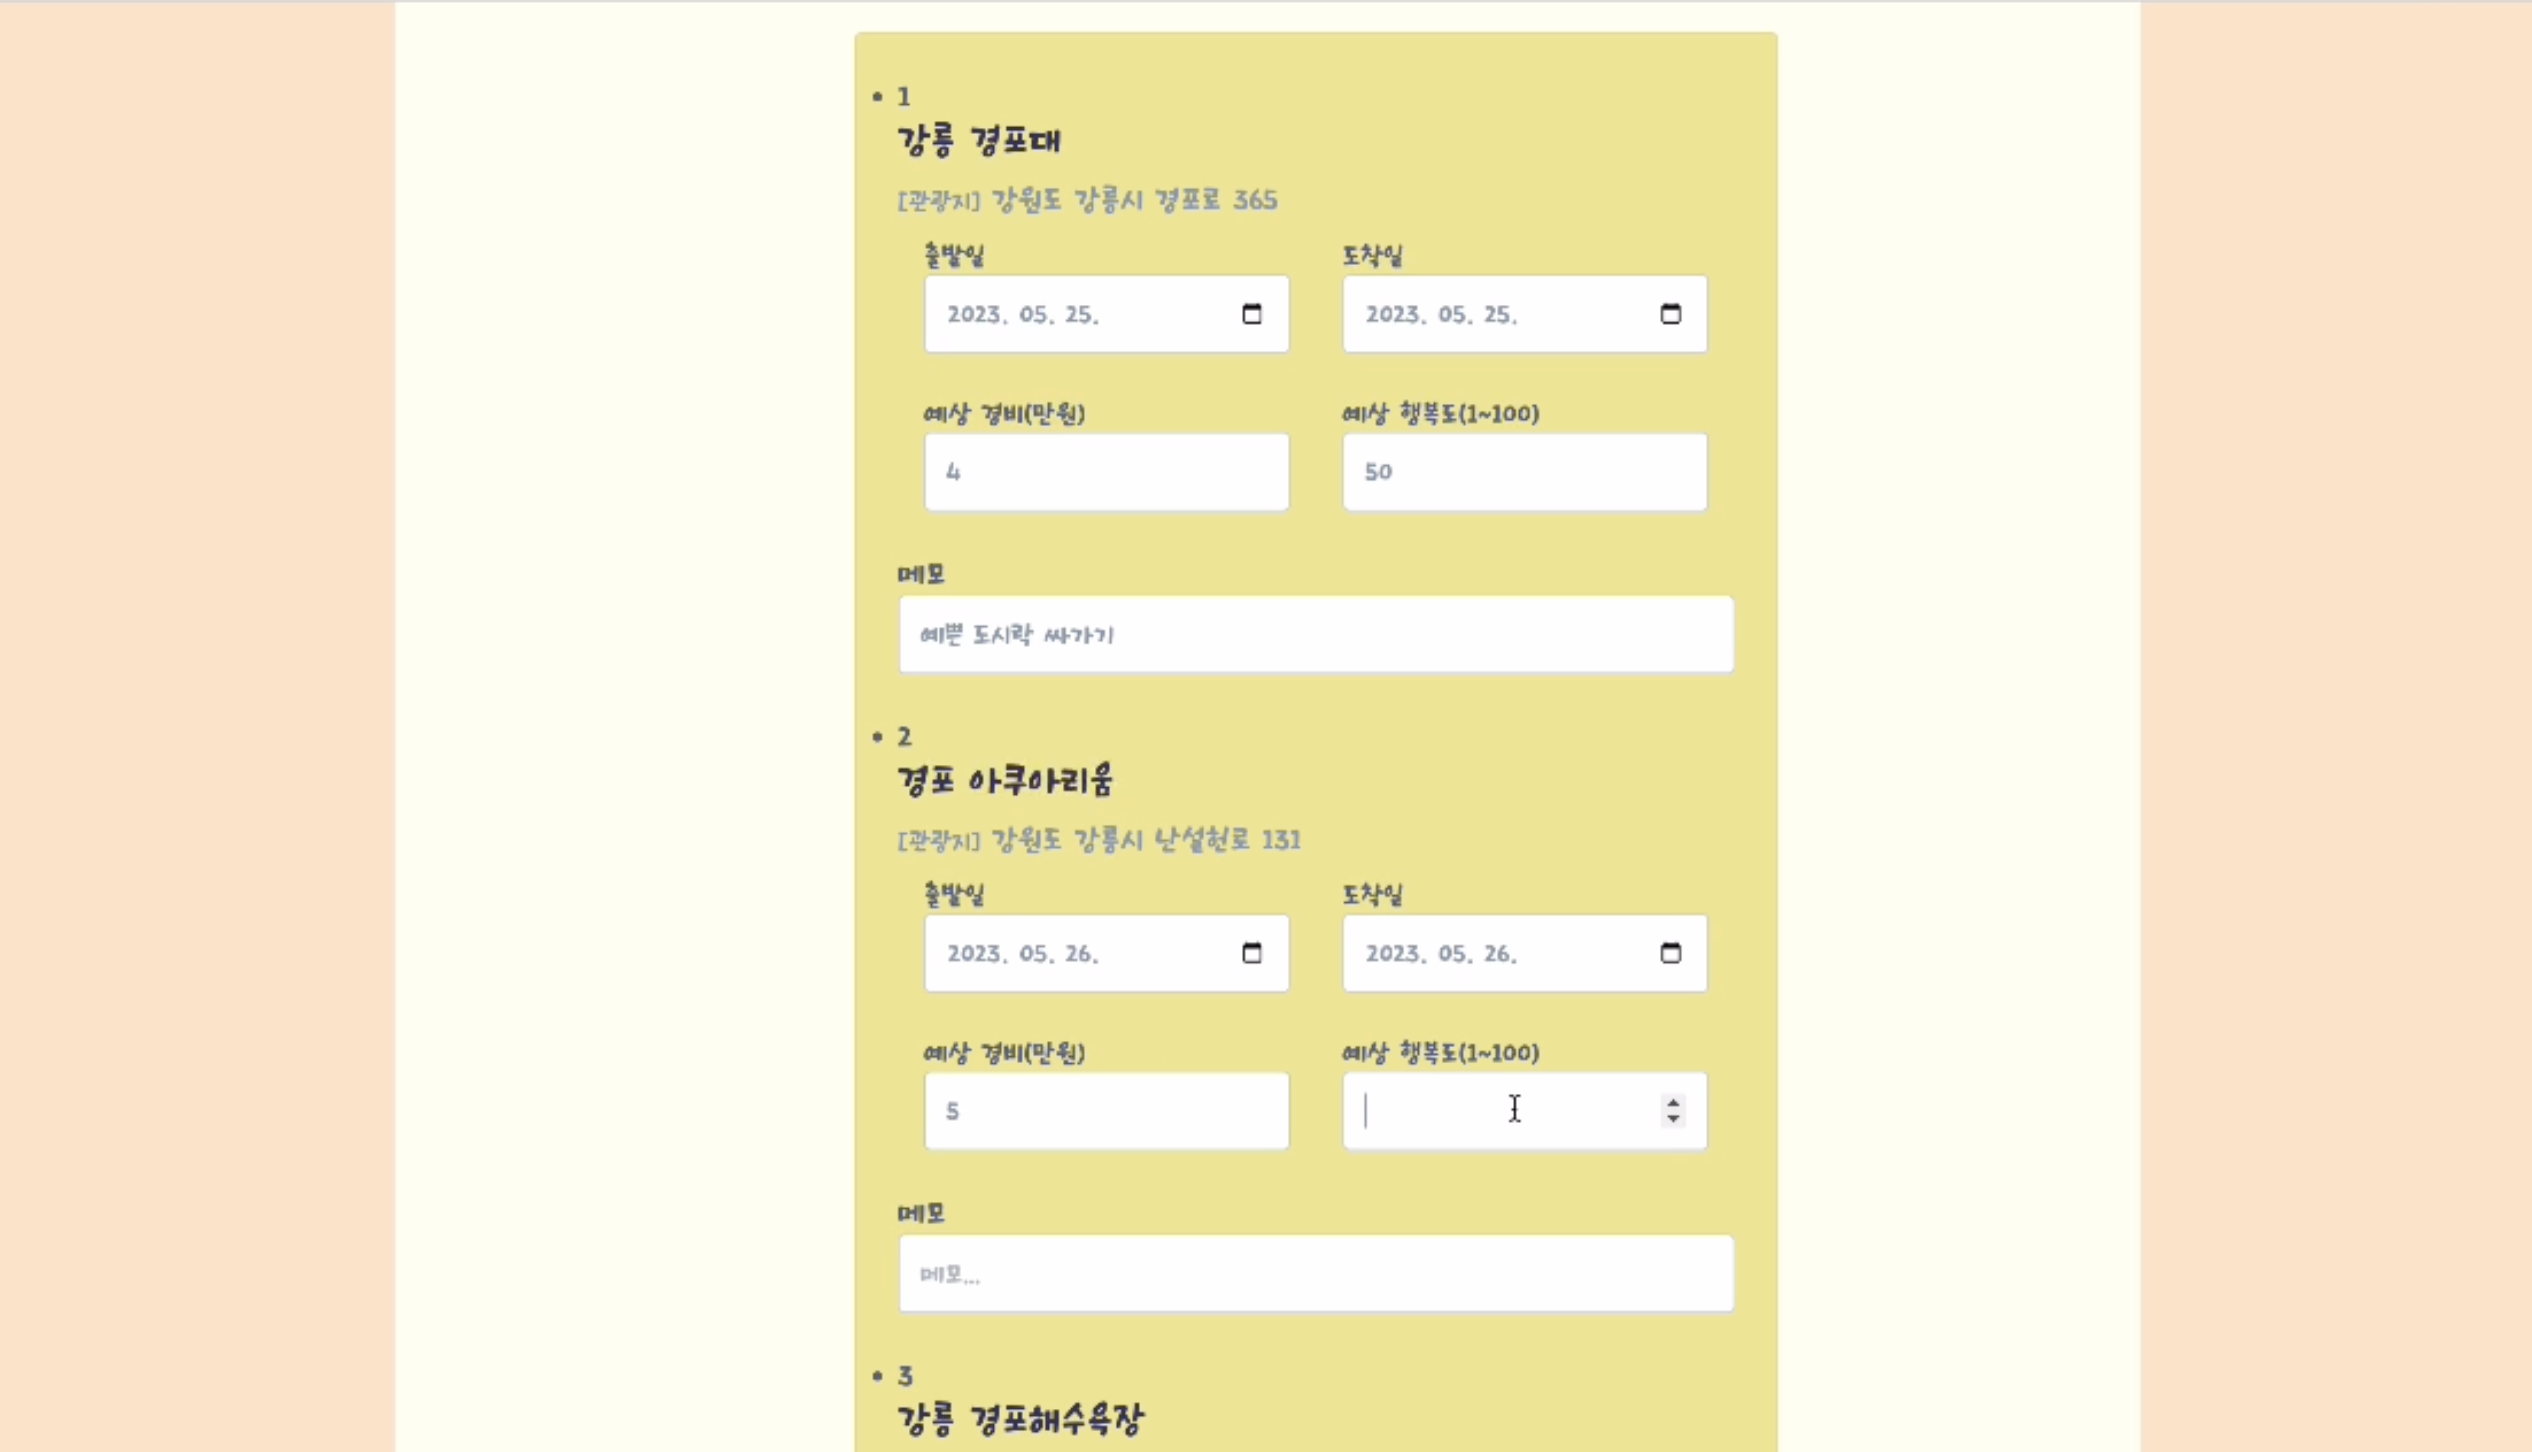 1
강릉 경포대
[관광지] 강원도 강릉시 경포로 365
출발일 도착일
2023. 05. 25. 2023. 05. 25.
예상 경비(만원) 예상 행복도(1~100)
4 50
메모
예쁜 도시락 싸가기
2
경포 아쿠아리움
[관광지] 강원도 강릉시 난설헌로 131
출발일 도착일
2023. 05. 26. 2023. 05. 26.
예상 경비(만원) 예상 행복도(1~100)
5
메모
메모...
3
강릉 경포해수욕장